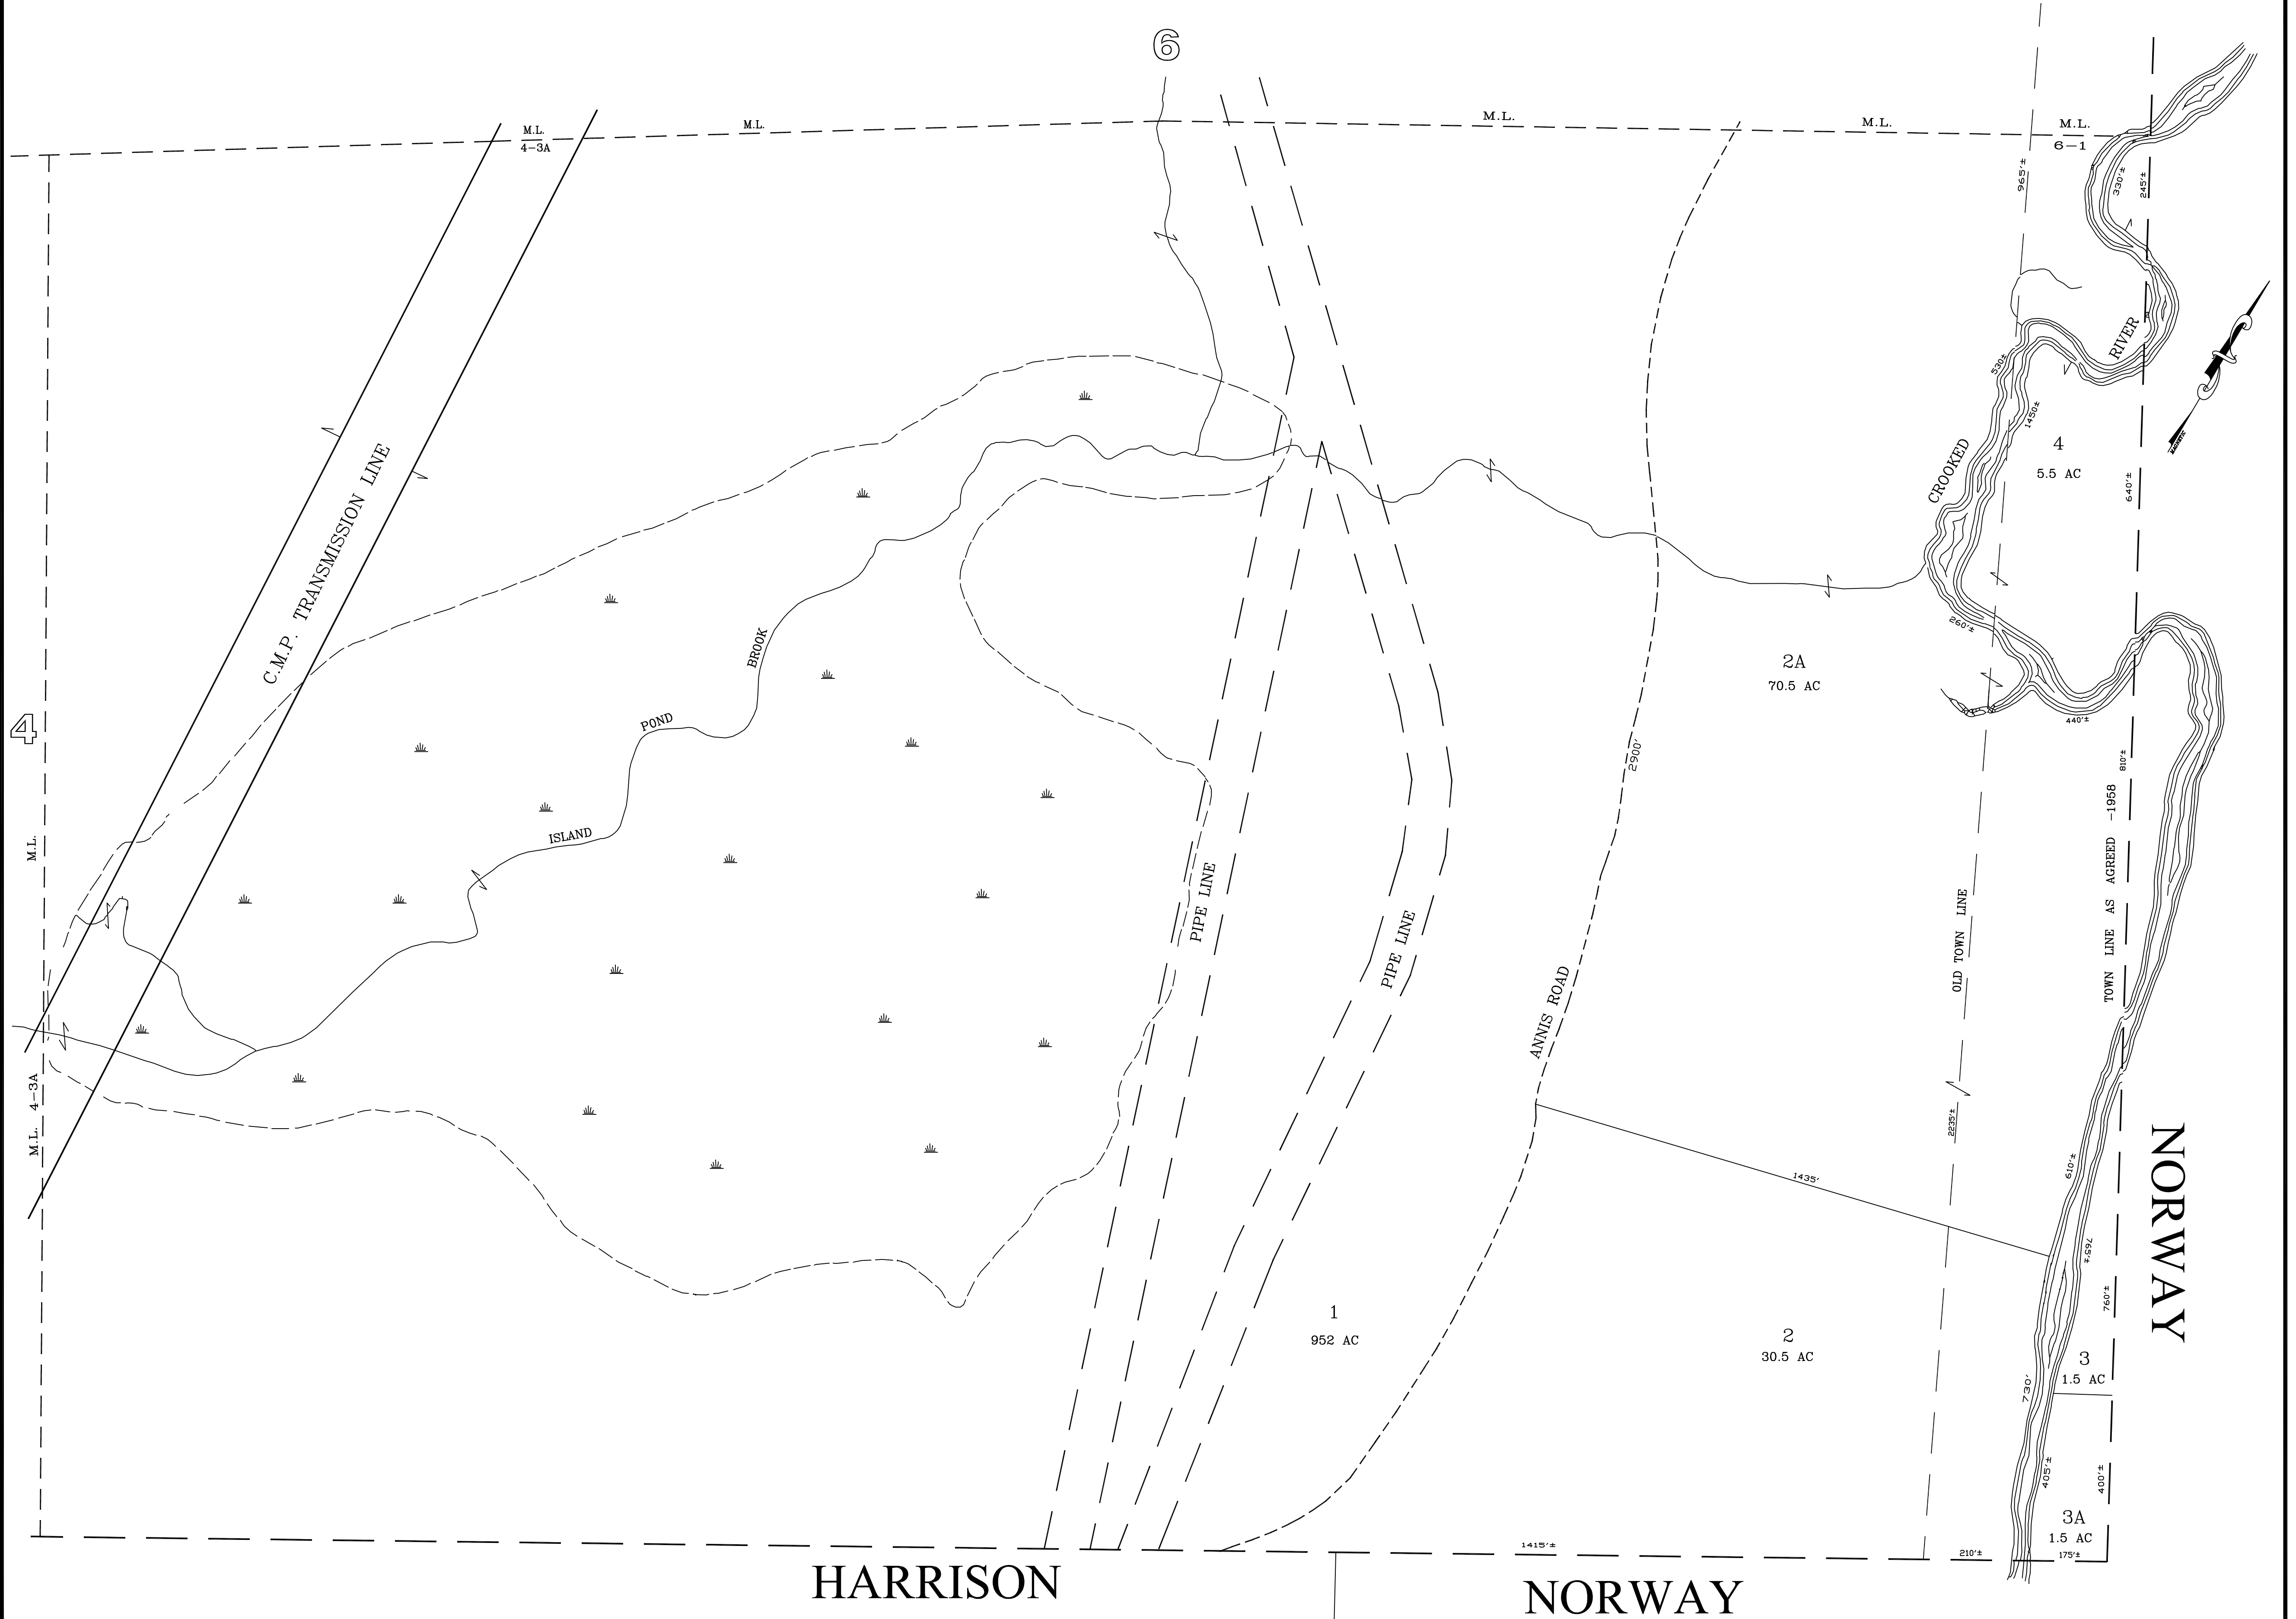 6
M.L.
4-3A
M.L.
M.L.
M.L.
M.L.
6-1
965'±
330'±
245'±
RIVER
530±
1450±
CROOKED
4
5.5 AC
640'±
C.M.P. TRANSMISSION LINE
BROOK
POND
ISLAND
260'±
2A
70.5 AC
440'±
4
M.L.
2900'
810'±
TOWN LINE AS AGREED -1958
OLD TOWN LINE
PIPE LINE
PIPE LINE
ANNIS ROAD
M.L. 4-3A
2235'±
1435'
610'±
765'±
760'±
NORWAY
1
952 AC
2
30.5 AC
3
1.5 AC
730'
405'±
400'±
3A
1.5 AC
1415'±
210'±
175'±
HARRISON
NORWAY